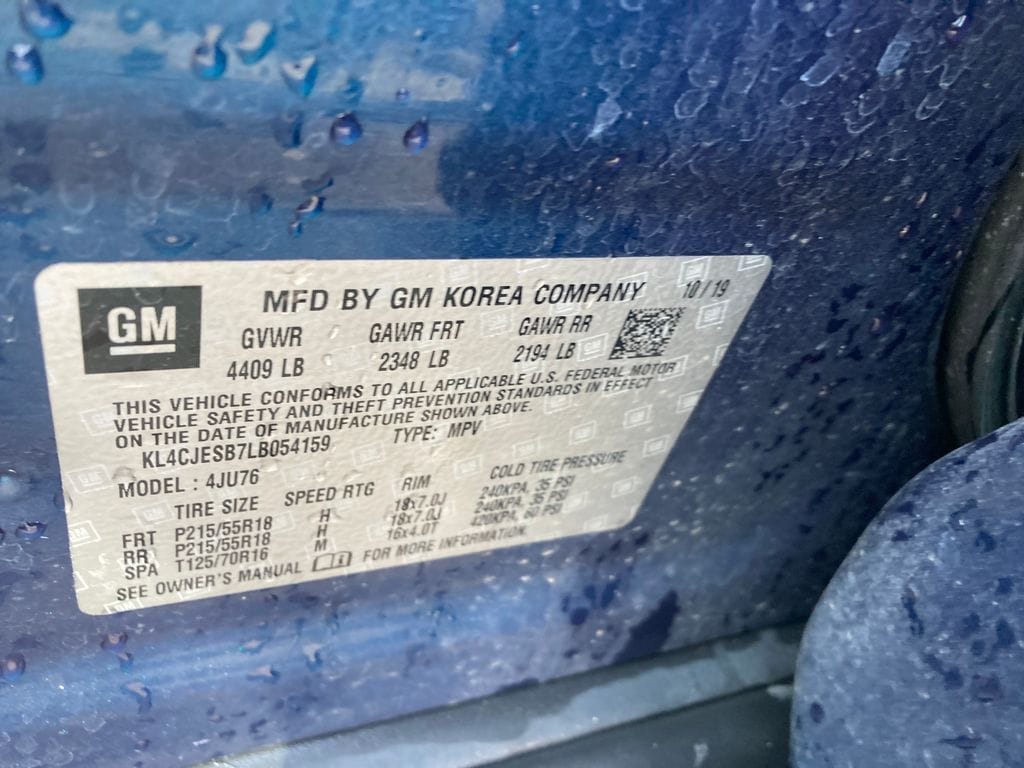 GM
MFD BY GM KOREA COMPANY 10/19
GVWR GAWR FRT GAWR RR
4409 LB 2348 LB 2194 LB
THIS VEHICLE CONFORMS TO ALL APPLICABLE U.S. FEDERAL MOTOR
VEHICLE SAFETY AND THEFT PREVENTION STANDARDS IN EFFECT
ON THE DATE OF MANUFACTURE SHOWN ABOVE.
KL4CJESB7LB054159 TYPE: MPV
MODEL : 4JU76
TIRE SIZE SPEED RTG RIM COLD TIRE PRESSURE
FRT P215/55R18 H 18x7.0J 240KPA, 35 PSI
RR P215/55R18 H 18x7.0J 240KPA, 35 PSI
SPA T125/70R16 M 16x4.0T 420KPA, 60 PSI
SEE OWNER'S MANUAL FOR MORE INFORMATION.